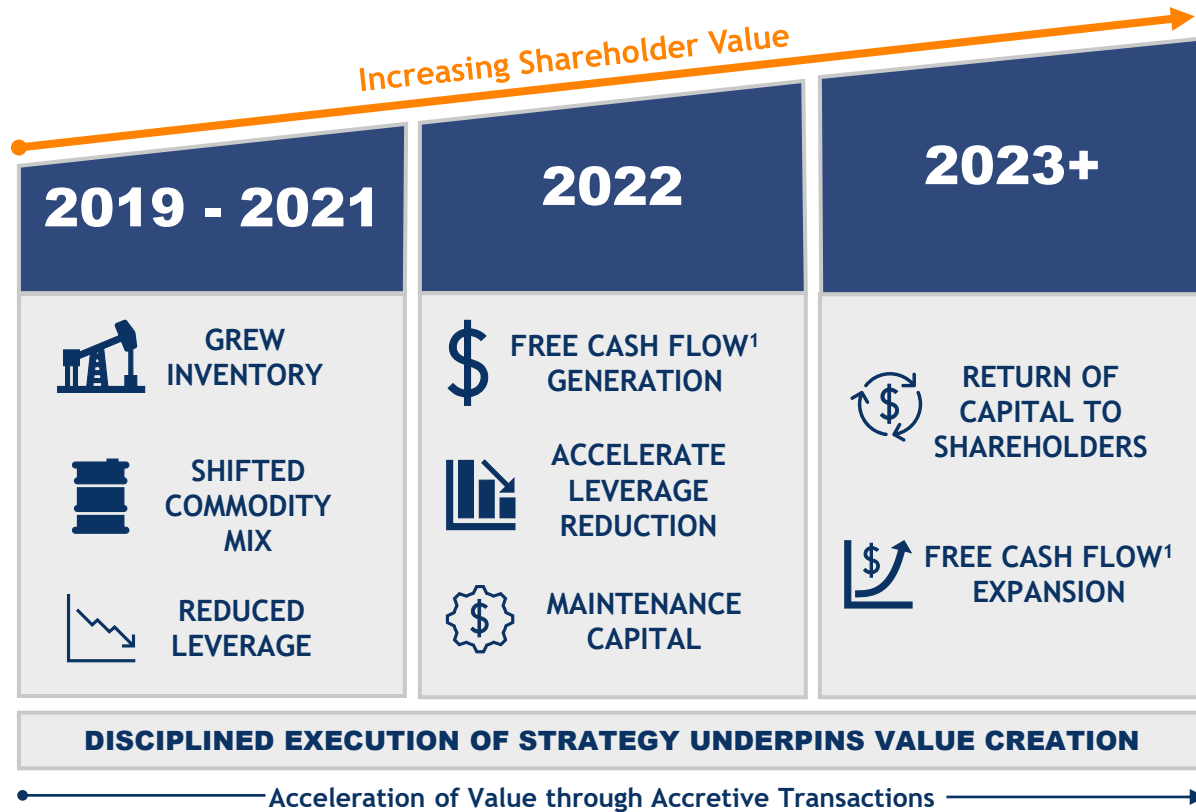 Increasing Shareholder Value
2019 - 2021
2022
2023+
GREW
INVENTORY
SHIFTED
COMMODITY
MIX
REDUCED
LEVERAGE
$
FREE CASH FLOW¹
GENERATION
ACCELERATE
LEVERAGE
REDUCTION
$
MAINTENANCE
CAPITAL
$
RETURN OF
CAPITAL TO
SHAREHOLDERS
$
FREE CASH FLOW¹
EXPANSION
DISCIPLINED EXECUTION OF STRATEGY UNDERPINS VALUE CREATION
Acceleration of Value through Accretive Transactions